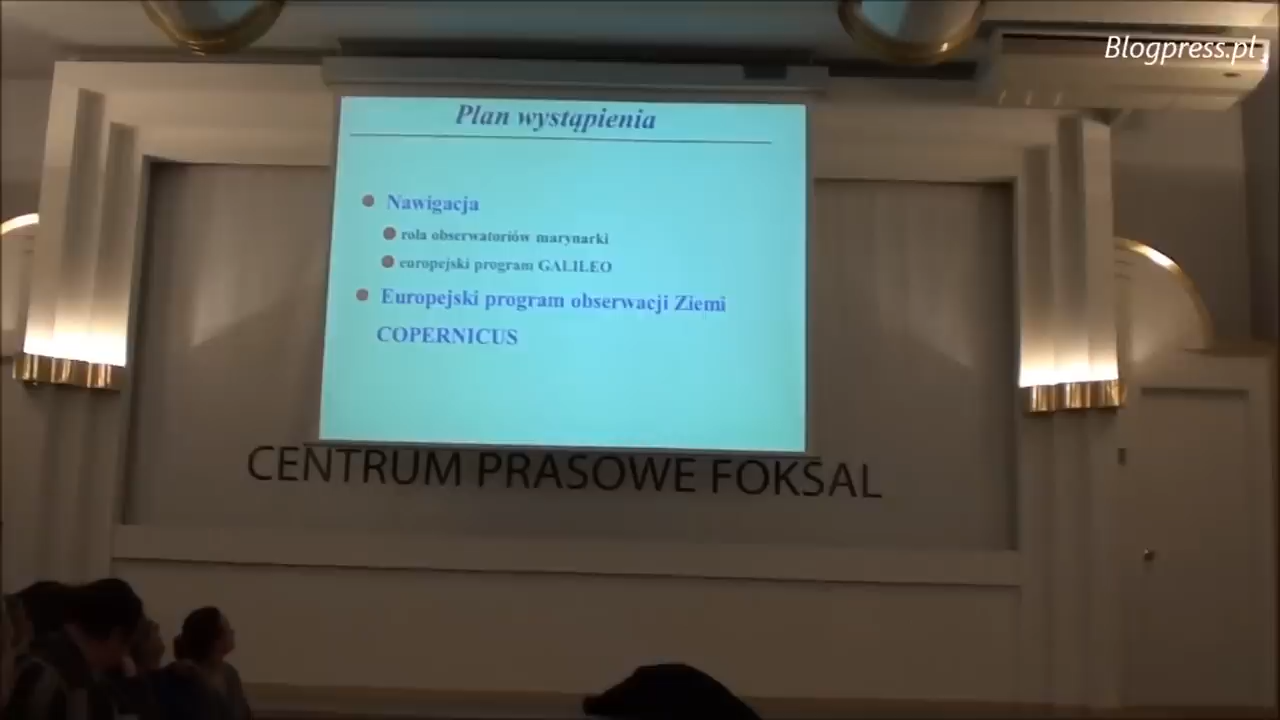 Blogpress.pl
Plan wystąpienia
Nawigacja
rola obserwatoriów marynarki
europejski program GALILEO
Europejski program obserwacji Ziemi
COPERNICUS
CENTRUM PRASOWE FOKSAL